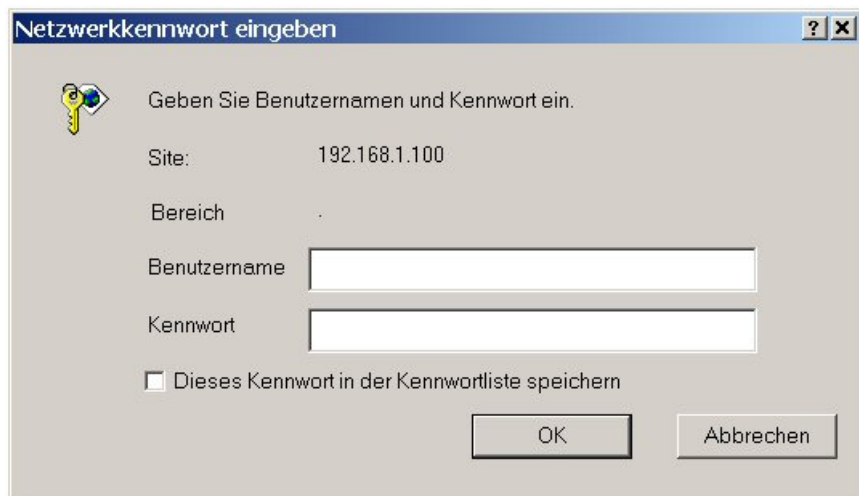 Netzwerkkennwort eingeben
Geben Sie Benutzernamen und Kennwort ein.
Site: 192.168.1.100
Bereich .
Benutzername
Kennwort
Dieses Kennwort in der Kennwortliste speichern
OK Abbrechen